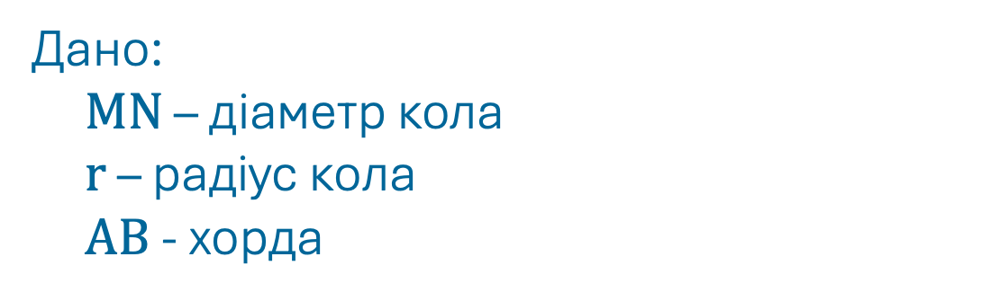 Дано:
MN – діаметр кола
r – радіус кола
AB - хорда